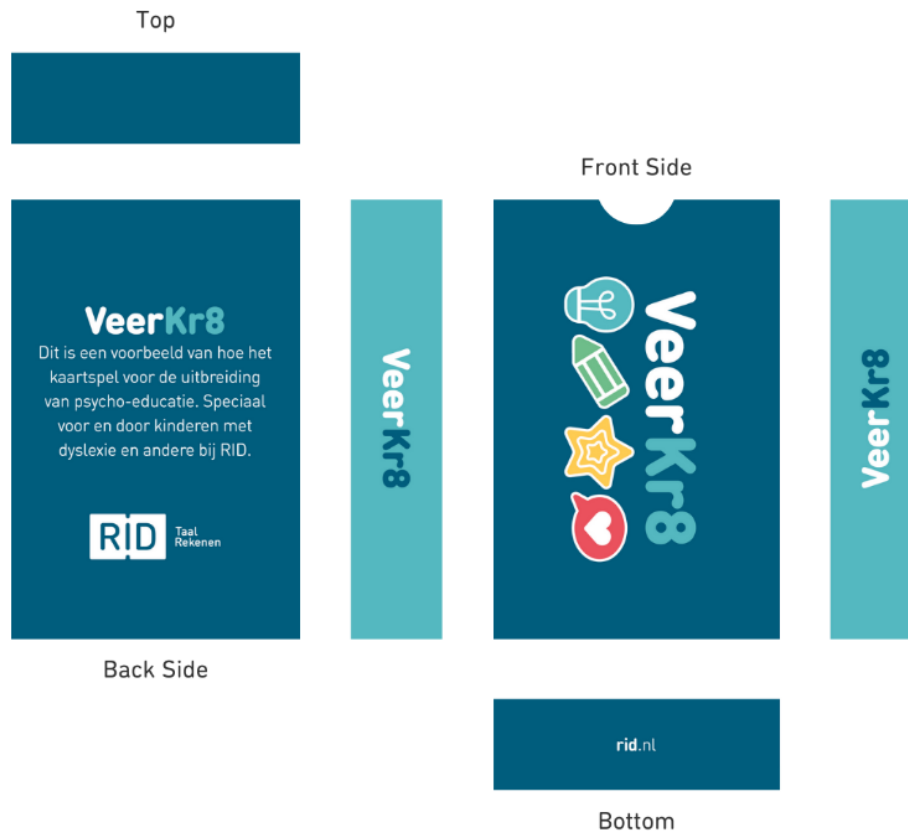 Top
Front Side
VeerKr8
Dit is een voorbeeld van hoe het
kaartspel voor de uitbreiding
van psycho-educatie. Speciaal
voor en door kinderen met
dyslexie en andere bij RID.
RID
Taal
Rekenen
VeerKr8
VeerKr8
VeerKr8
Back Side
rid.nl
Bottom